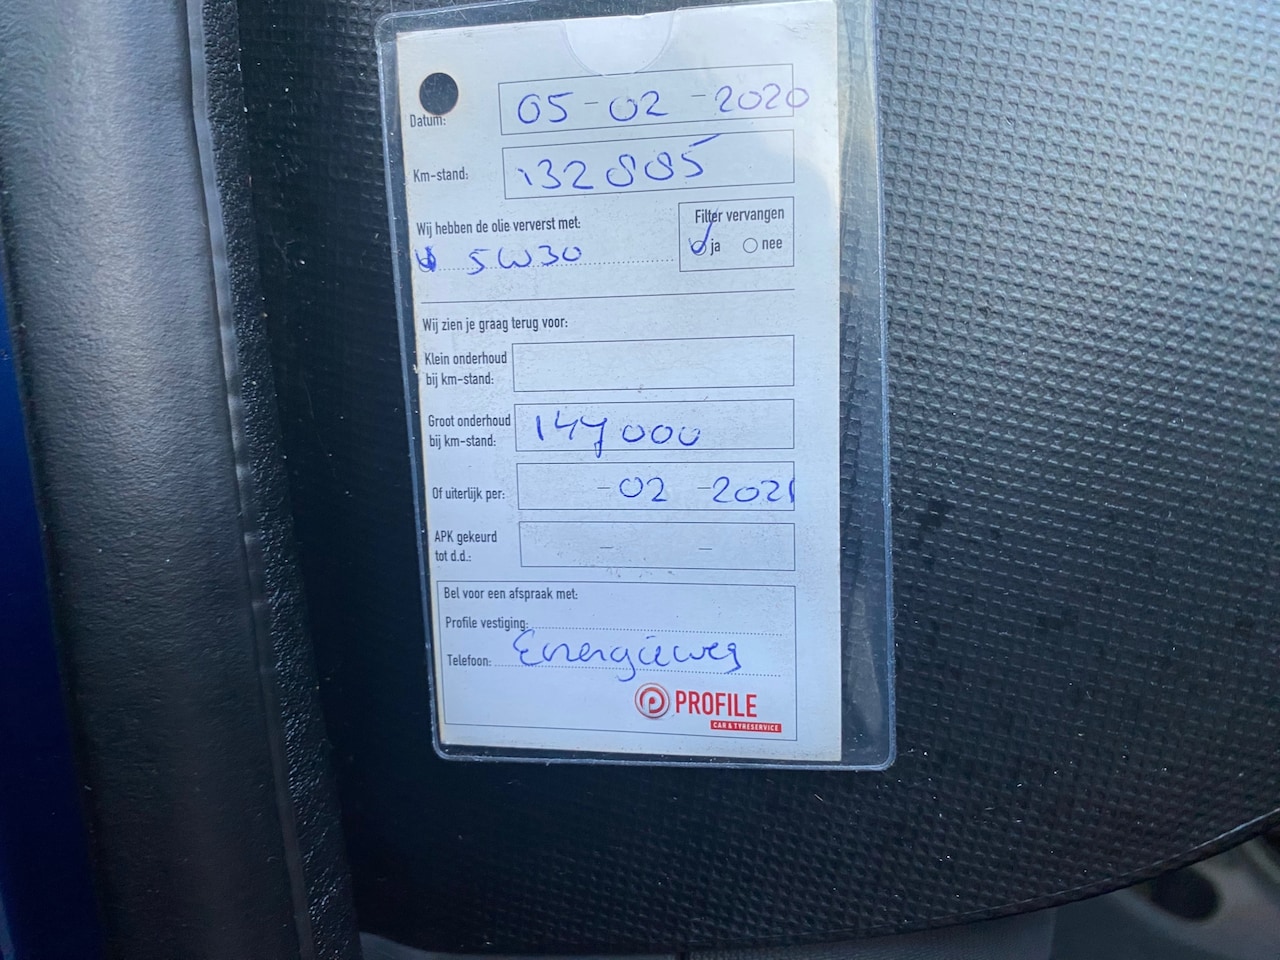 Datum: 05-02-2020
Km-stand: 132885
Wij hebben de olie ververst met:
5W30
Filter vervangen
ja nee
Wij zien je graag terug voor:
Klein onderhoud
bij km-stand:
Groot onderhoud
bij km-stand: 147000
Of uiterlijk per: -02-2021
APK gekeurd
tot d.d.: - -
Bel voor een afspraak met:
Profile vestiging:
Telefoon: Energieweg
PROFILE
CAR & TYRESERVICE